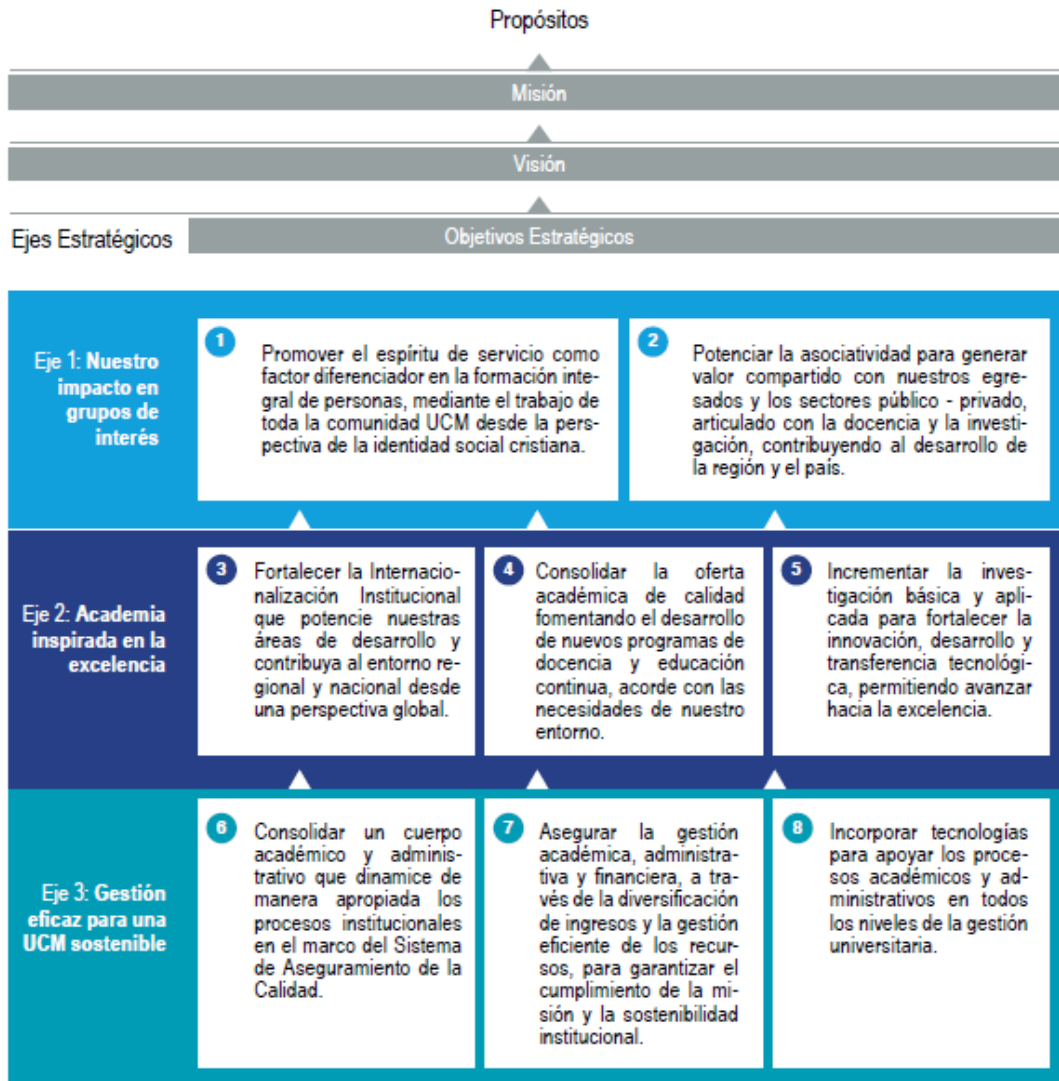 Propósitos
Misión
Visión
Ejes Estratégicos
Objetivos Estratégicos
Eje 1: Nuestro
impacto en
grupos de
interés
1
Promover el espíritu de servicio como
factor diferenciador en la formación inte-
gral de personas, mediante el trabajo de
toda la comunidad UCM desde la pers-
pectiva de la identidad social cristiana.
2
Potenciar la asociatividad para generar
valor compartido con nuestros egre-
sados y los sectores público - privado,
articulado con la docencia y la investi-
gación, contribuyendo al desarrollo de
la región y el país.
Eje 2: Academia
inspirada en la
excelencia
3
Fortalecer la Internacio-
nalización Institucional
que potencie nuestras
áreas de desarrollo y
contribuya al entorno re-
gional y nacional desde
una perspectiva global.
4
Consolidar la oferta
académica de calidad
fomentando el desarrollo
de nuevos programas de
docencia y educación
continua, acorde con las
necesidades de nuestro
entorno.
5
Incrementar la inves-
tigación básica y apli-
cada para fortalecer la
innovación, desarrollo y
transferencia tecnológi-
ca, permitiendo avanzar
hacia la excelencia.
Eje 3: Gestión
eficaz para una
UCM sostenible
6
Consolidar un cuerpo
académico y adminis-
trativo que dinamice de
manera apropiada los
procesos institucionales
en el marco del Sistema
de Aseguramiento de la
Calidad.
7
Asegurar la gestión
académica, administra-
tiva y financiera, a tra-
vés de la diversificación
de ingresos y la gestión
eficiente de los recur-
sos, para garantizar el
cumplimiento de la mi-
sión y la sostenibilidad
institucional.
8
Incorporar tecnologías
para apoyar los proce-
sos académicos y ad-
ministrativos en todos
los niveles de la gestión
universitaria.